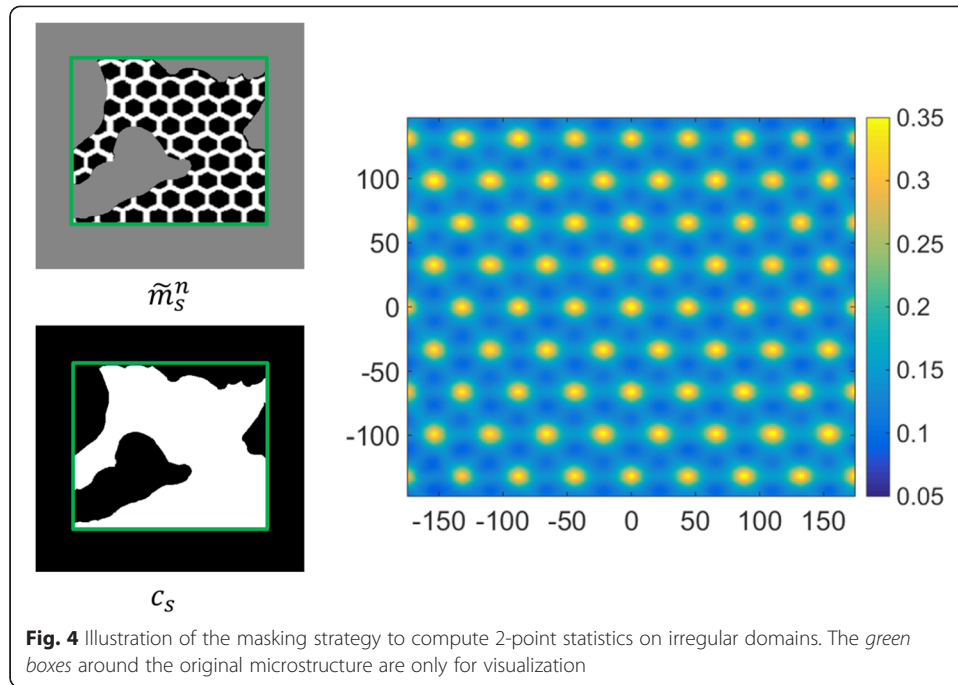 m̃ₛⁿ
cₛ
100
50
0
-50
-100
-150 -100 -50 0 50 100 150
0.35
0.3
0.25
0.2
0.15
0.1
0.05
Fig. 4 Illustration of the masking strategy to compute 2-point statistics on irregular domains. The green
boxes around the original microstructure are only for visualization